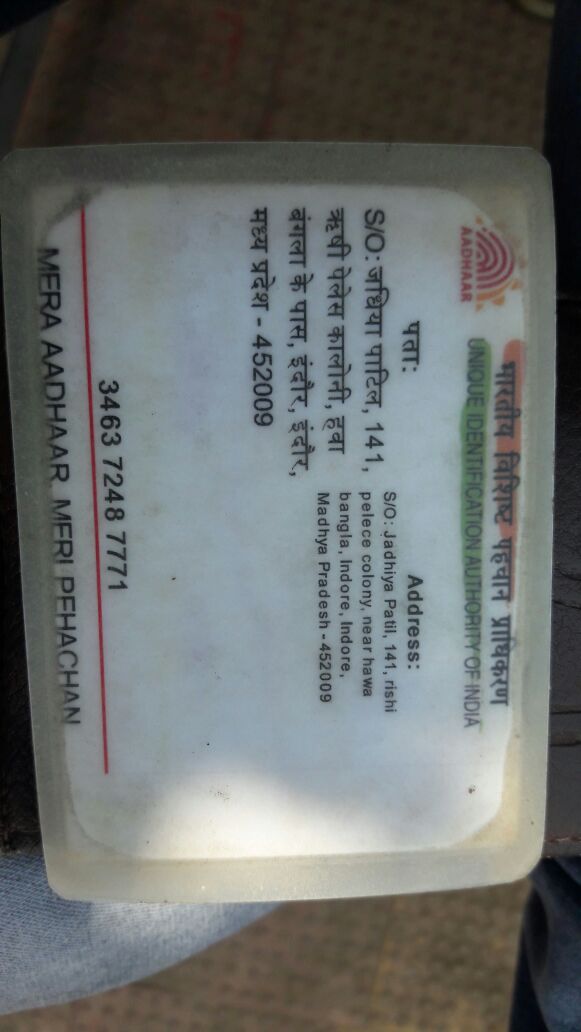 भारतीय विशिष्ट पहचान प्राधिकरण
UNIQUE IDENTIFICATION AUTHORITY OF INDIA
AADHAAR
पता:
S/O: जधिया पाटिल, 141,
ऋषी पेलेस कालोनी, हवा
बंगला के पास, इंदौर, इंदौर,
मध्य प्रदेश - 452009
Address:
S/O: Jadhiya Patil, 141, rishi
pelece colony, near hawa
bangla, Indore, Indore,
Madhya Pradesh - 452009
3463 7248 7771
MERA AADHAAR, MERI PEHACHAN